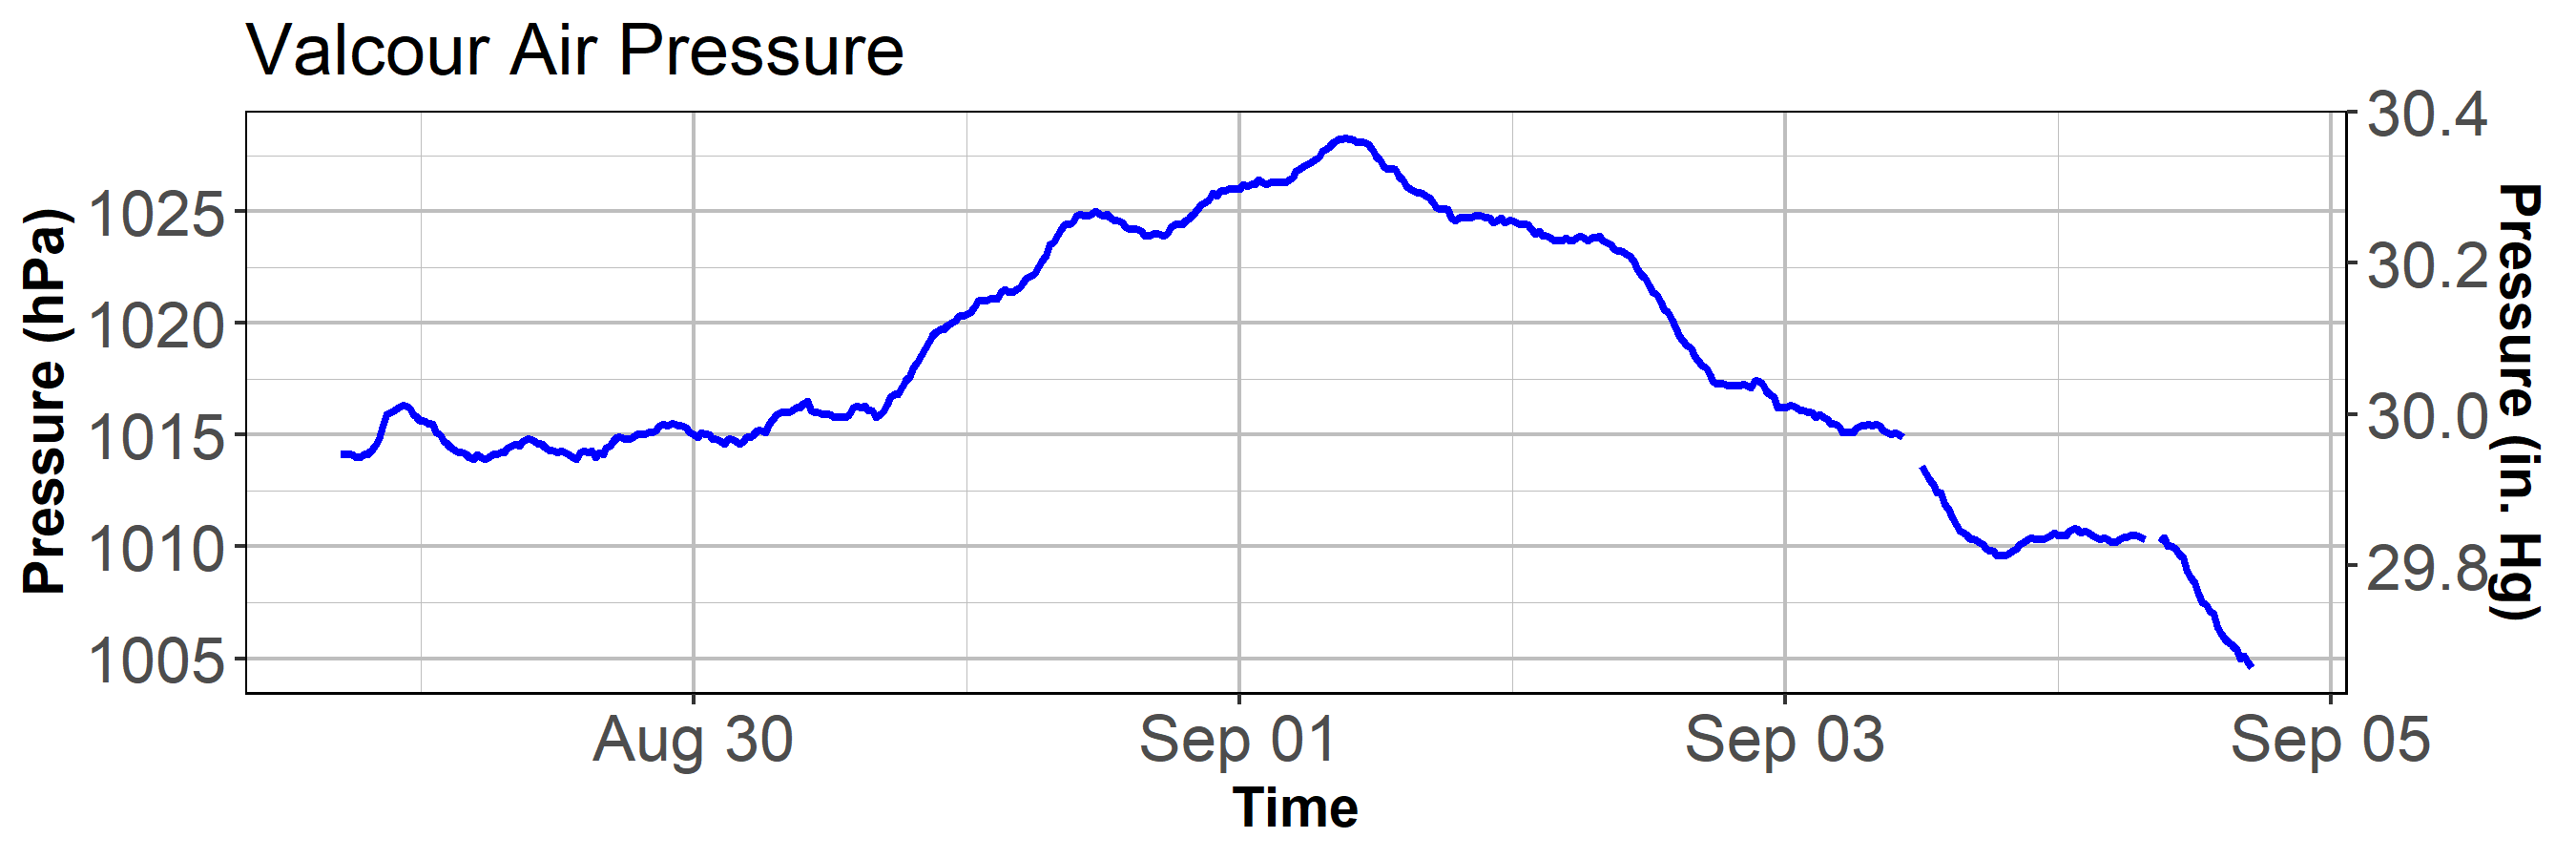 Valcour Air Pressure
Pressure (hPa)
1025
1020
1015
1010
1005
30.4
30.2
30.0
29.8
Pressure (in. Hg)
Aug 30
Sep 01
Sep 03
Sep 05
Time